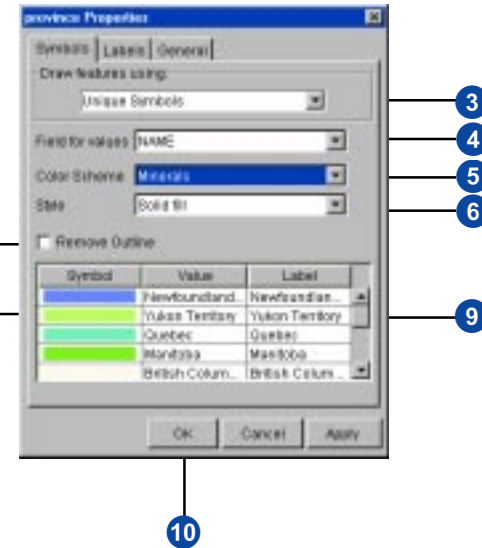 province Properties
Symbols Labels General
Draw features using:
Unique Symbols
3
Field for values NAME
4
Color Scheme Minerals
5
Style Solid fill
6
Remove Outline
Symbol Value Label
Newfoundland... Newfoundlan...
Yukon Territory Yukon Territory
Quebec Quebec
9
Manitoba Manitoba
British Colum... British Colum...
OK Cancel Apply
10